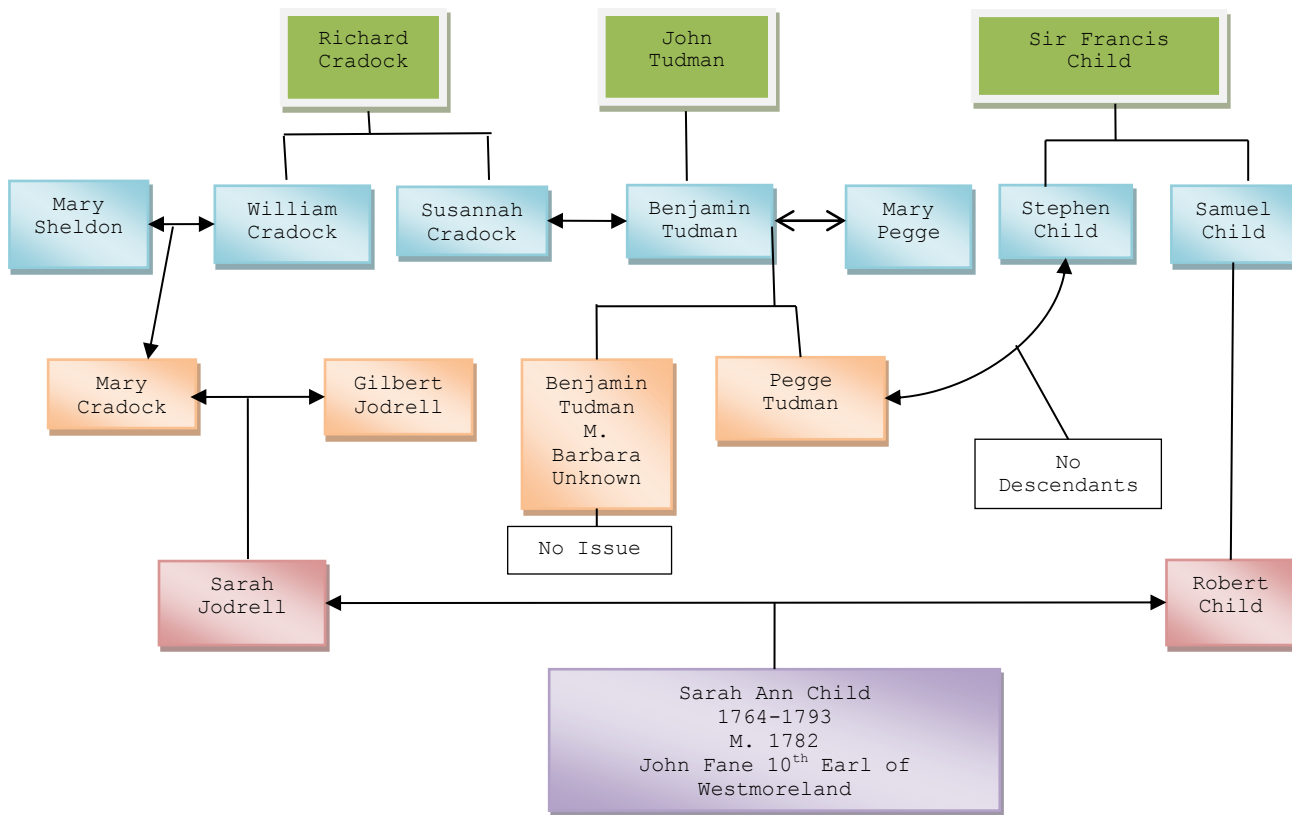 Richard
Cradock
John
Tudman
Sir Francis
Child
Mary
Sheldon
William
Cradock
Susannah
Cradock
Benjamin
Tudman
Mary
Pegge
Stephen
Child
Samuel
Child
Mary
Cradock
Gilbert
Jodrell
Benjamin
Tudman
M.
Barbara
Unknown
Pegge
Tudman
No
Descendants
No Issue
Sarah
Jodrell
Robert
Child
Sarah Ann Child
1764-1793
M. 1782
John Fane 10th Earl of
Westmoreland